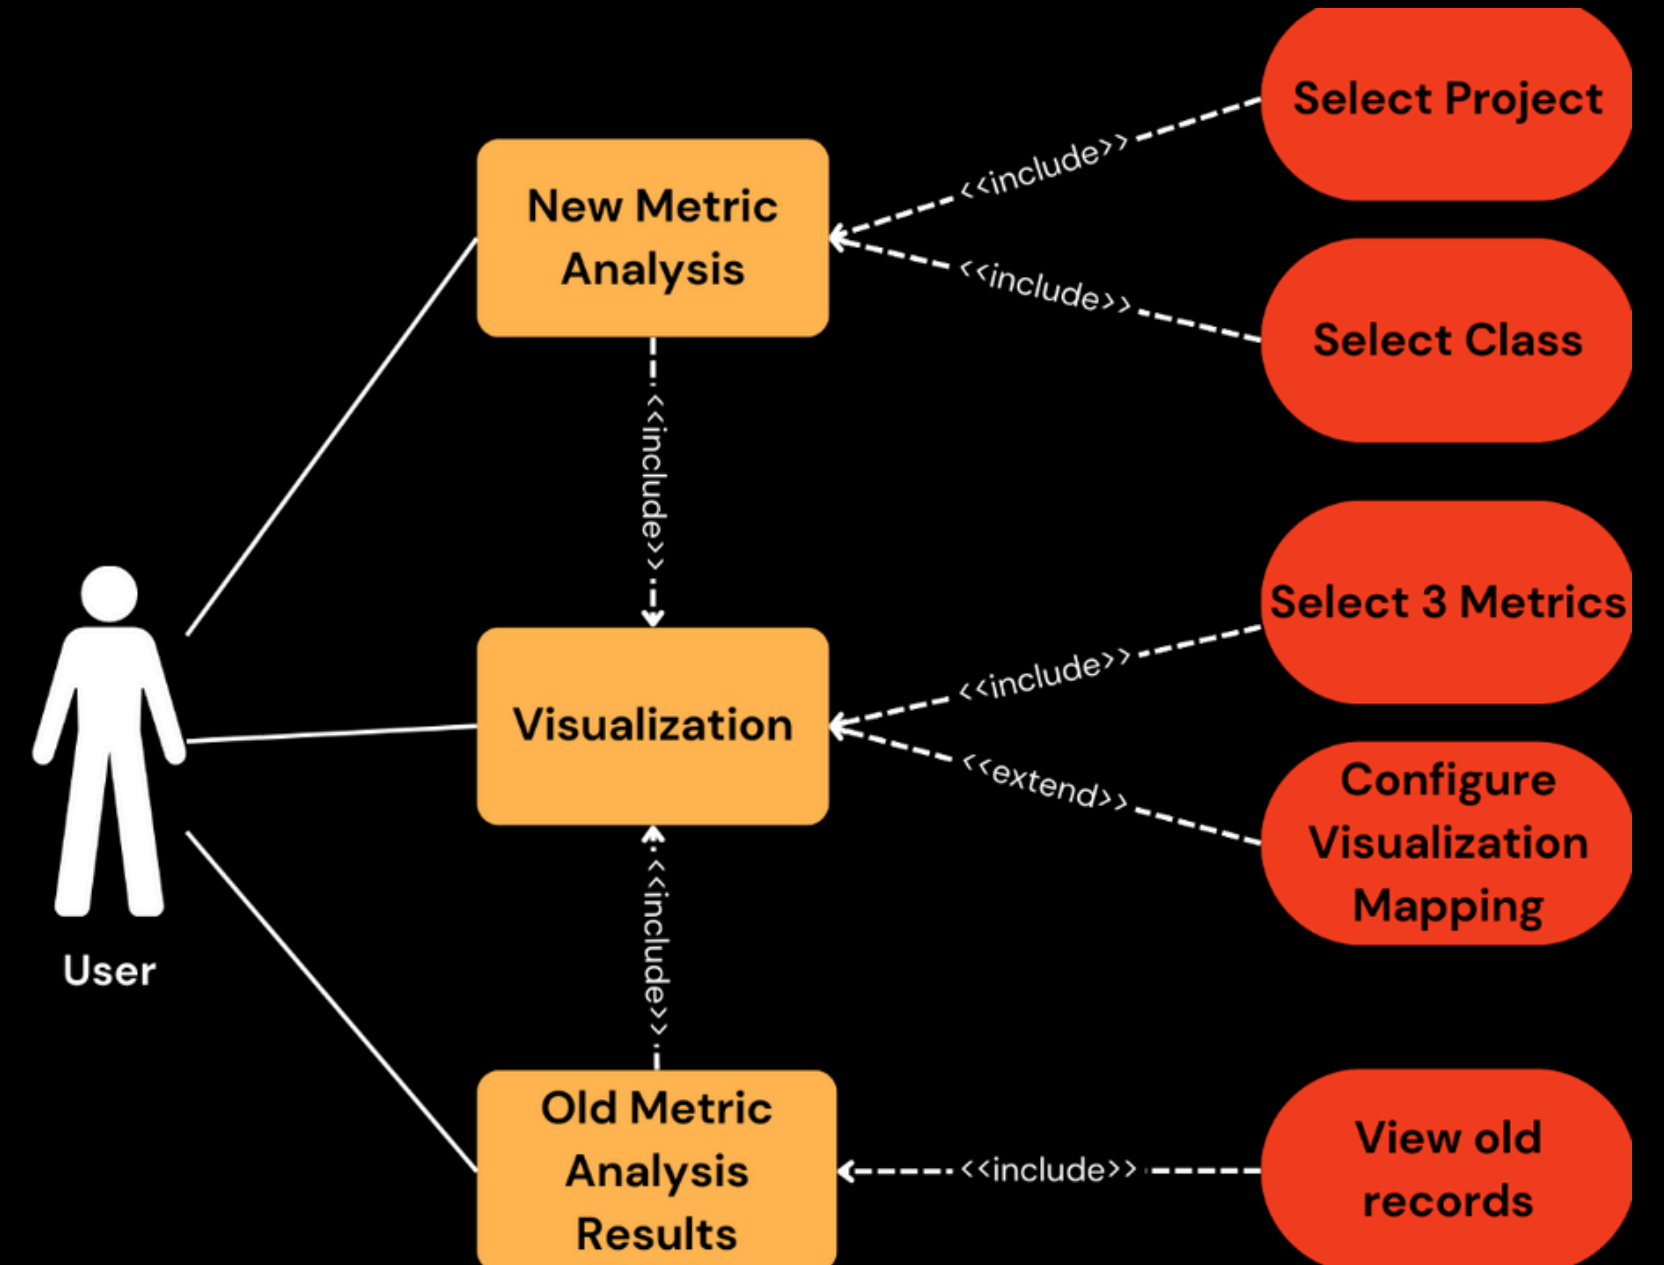 Select Project
<<include>>
New Metric
Analysis
<<include>>
Select Class
<<include>>
Select 3 Metrics
<<include>>
Visualization
<<extend>>
Configure
Visualization
Mapping
<<include>>
User
Old Metric
Analysis
Results
<<include>>
View old
records